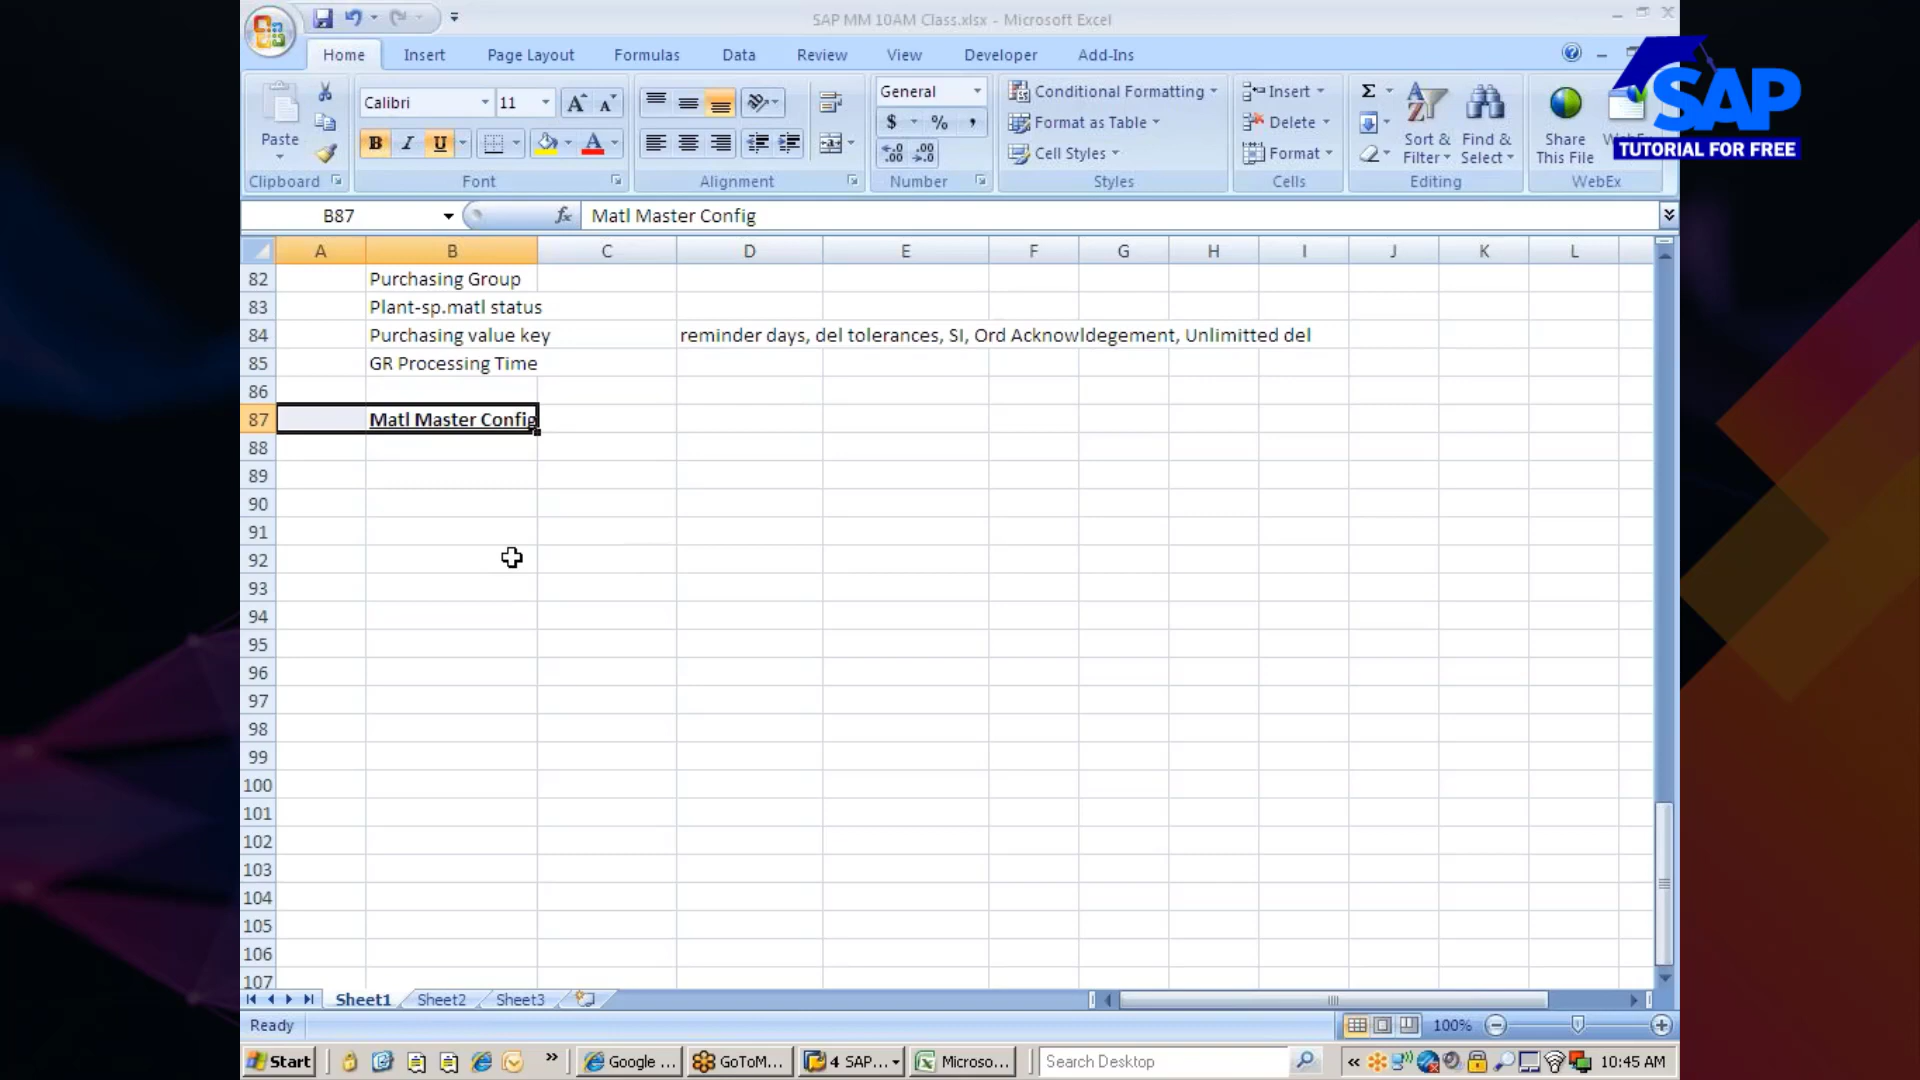 SAP MM 10AM Class.xlsx - Microsoft Excel
Home Insert Page Layout Formulas Data Review View Developer Add-Ins
SAP
TUTORIAL FOR FREE
Paste
Clipboard
Calibri 11
B I U
Font
Alignment
General
$ % ,
Number
Conditional Formatting
Format as Table
Cell Styles
Styles
Insert
Delete
Format
Cells
Σ
Sort & Filter
Find & Select
Editing
Share This File
WebEx
B87 fx Matl Master Config
A B C D E F G H I J K L
82 Purchasing Group
83 Plant-sp.matl status
84 Purchasing value key reminder days, del tolerances, SI, Ord Acknowldegement, Unlimitted del
85 GR Processing Time
86
87 Matl Master Config
88
89
90
91
92
93
94
95
96
97
98
99
100
101
102
103
104
105
106
107
Sheet1 Sheet2 Sheet3
Ready 100%
Start Google ... GoToM... 4 SAP... Microso... Search Desktop 10:45 AM